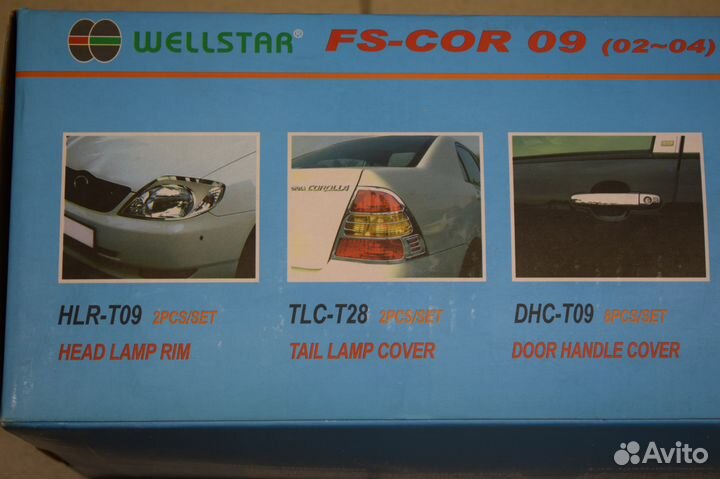 WELLSTAR® FS-COR 09 (02~04)
COROLLA
HLR-T09 2PCS/SET
HEAD LAMP RIM
TLC-T28 2PCS/SET
TAIL LAMP COVER
DHC-T09 8PCS/SET
DOOR HANDLE COVER
Avito